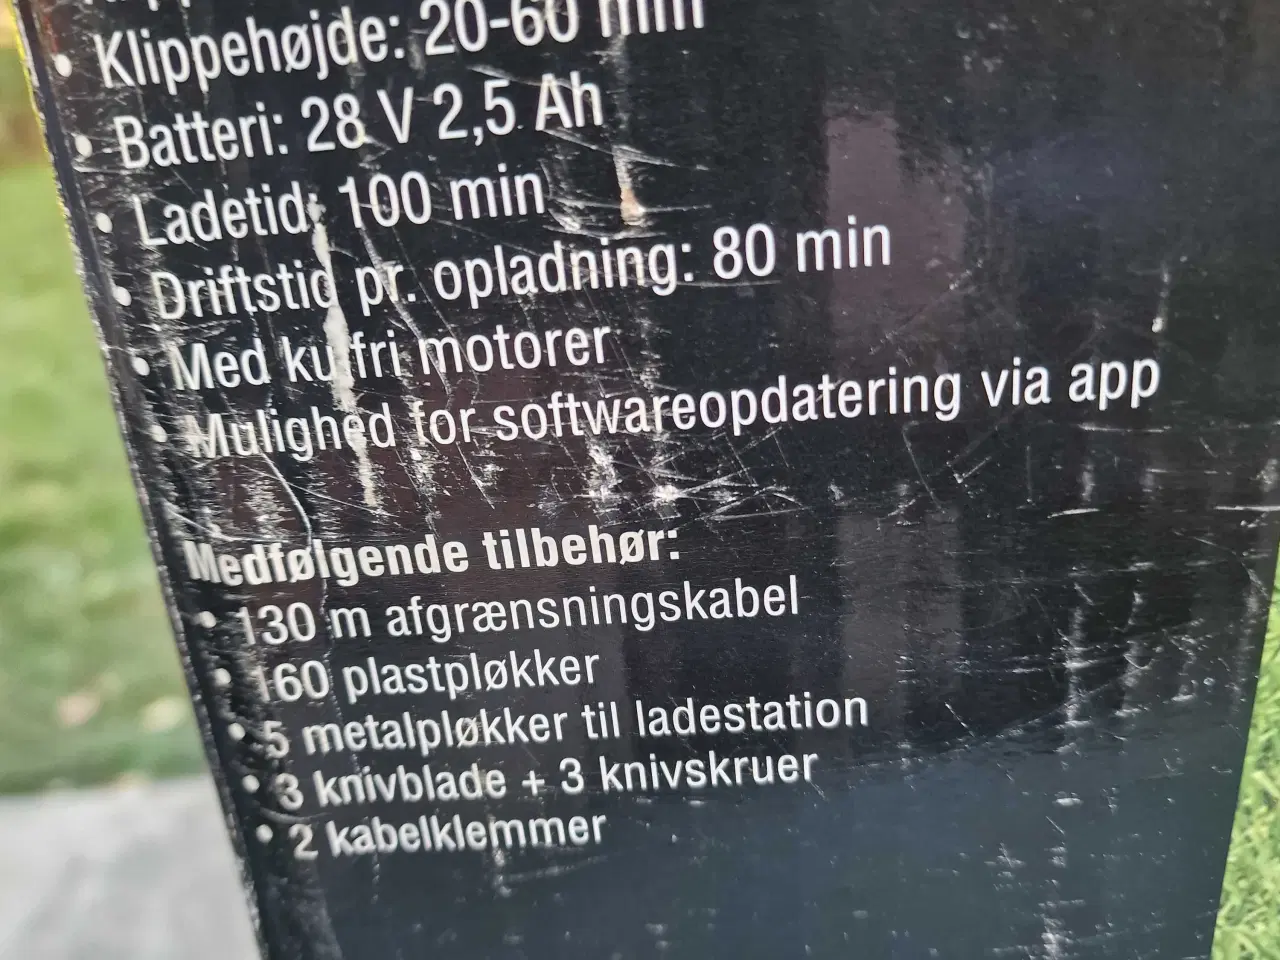 • Klippehøjde: 20-60 mm
• Batteri: 28 V 2,5 Ah
• Ladetid: 100 min
• Driftstid pr. opladning: 80 min
• Med kulfri motorer
• Mulighed for softwareopdatering via app
Medfølgende tilbehør:
• 130 m afgrænsningskabel
• 160 plastpløkker
• 5 metalpløkker til ladestation
• 3 knivblade + 3 knivskruer
• 2 kabelklemmer